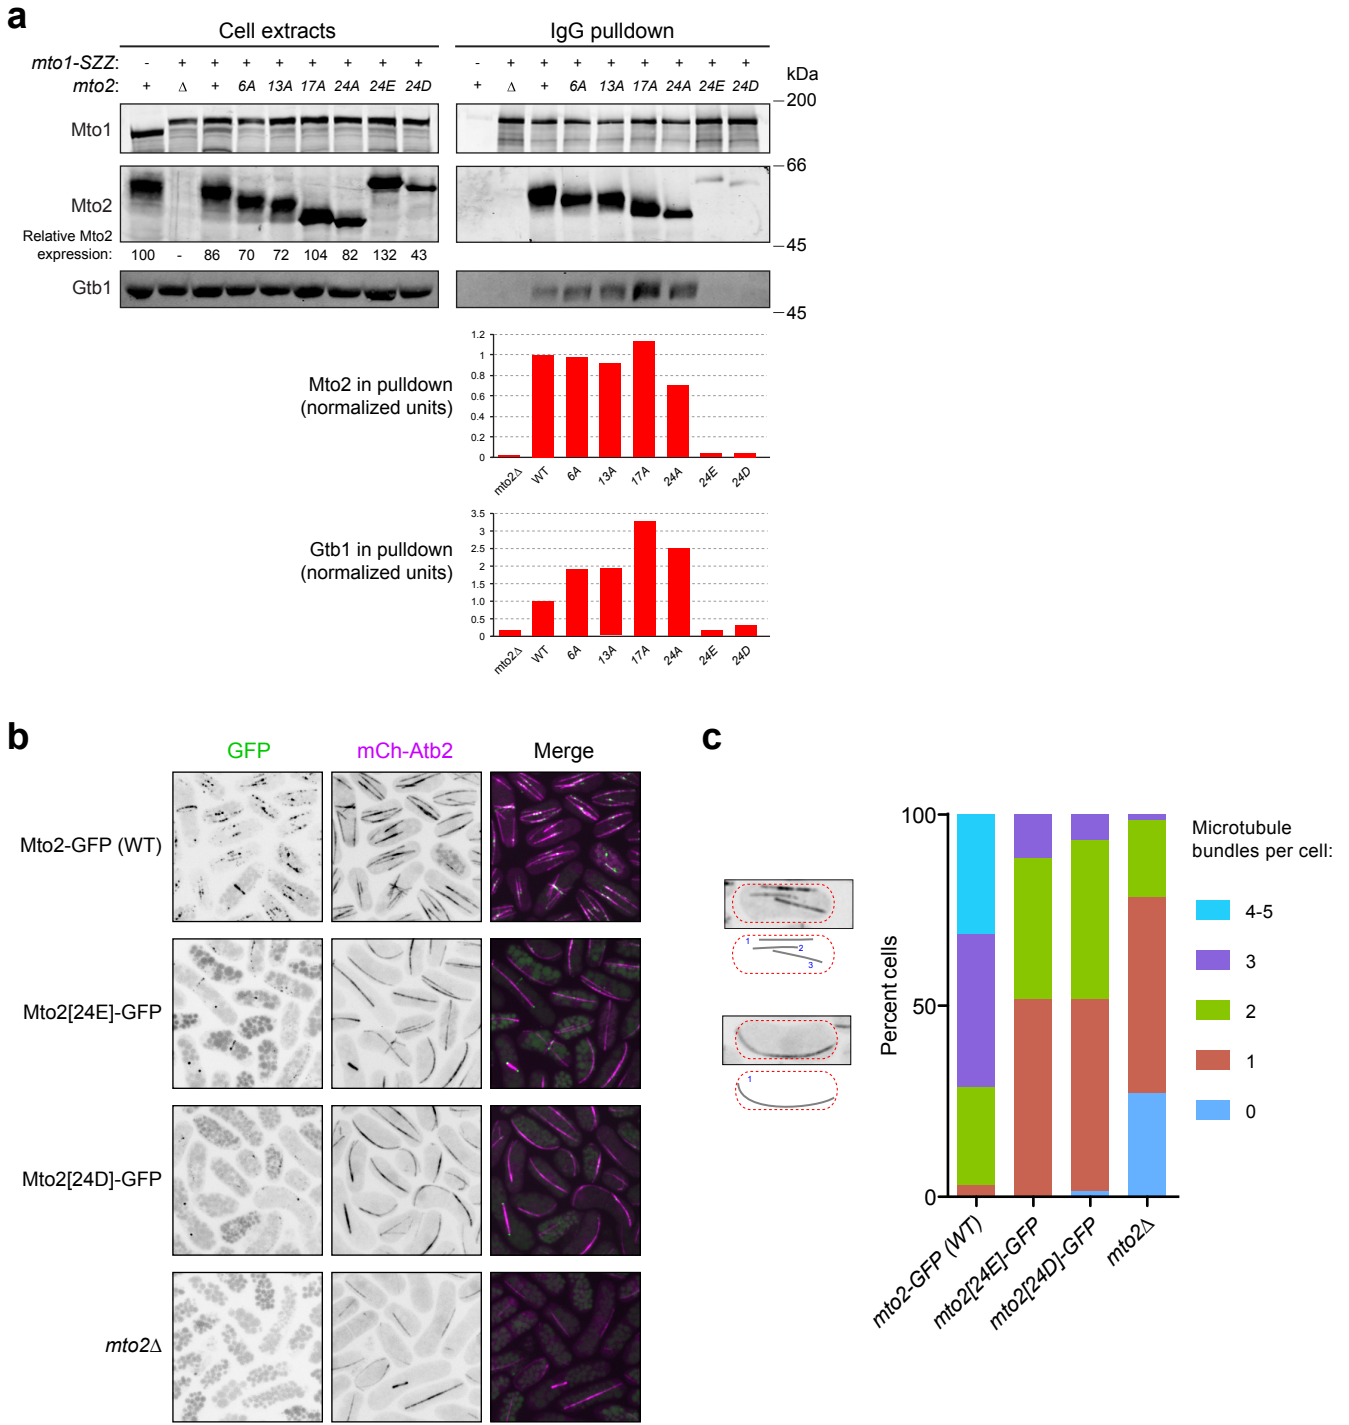 a
Cell extracts
IgG pulldown
mto1-SZZ: - + + + + + + + + - + + + + + + + +
mto2: + Δ + 6A 13A 17A 24A 24E 24D + Δ + 6A 13A 17A 24A 24E 24D
kDa
200
Mto1
66
Mto2
Relative Mto2
expression: 100 - 86 70 72 104 82 132 43
45
Gtb1
45
Mto2 in pulldown
(normalized units)
1.2
1
0.8
0.6
0.4
0.2
0
mto2Δ WT 6A 13A 17A 24A 24E 24D
Gtb1 in pulldown
(normalized units)
3.5
3
2.5
2
1.5
1.0
0.5
0
mto2Δ WT 6A 13A 17A 24A 24E 24D
b
GFP mCh-Atb2 Merge
Mto2-GFP (WT)
Mto2[24E]-GFP
Mto2[24D]-GFP
mto2Δ
c
1
2
3
1
Percent cells
100
50
0
mto2-GFP (WT)
mto2[24E]-GFP
mto2[24D]-GFP
mto2Δ
Microtubule
bundles per cell:
4-5
3
2
1
0